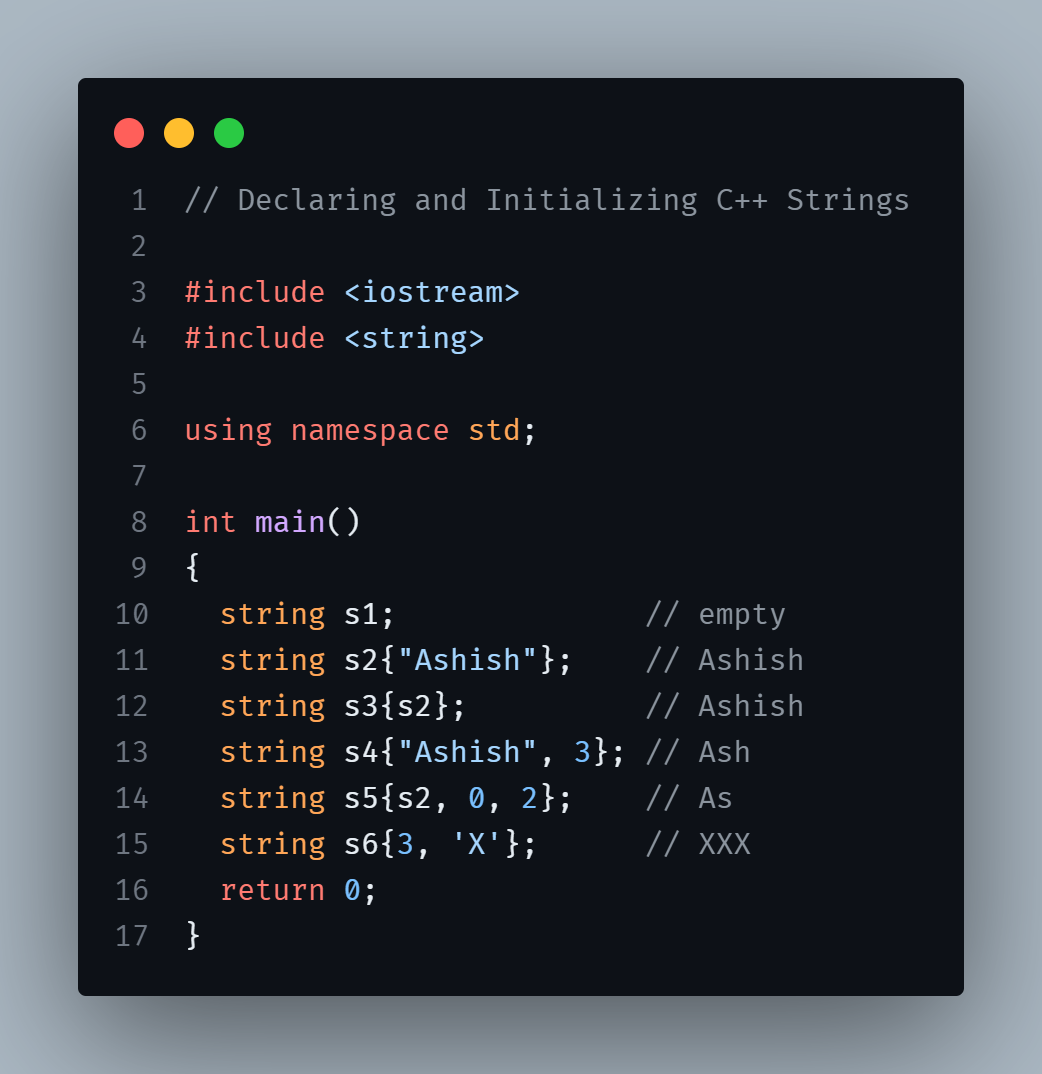 1 // Declaring and Initializing C++ Strings
2
3 #include <iostream>
4 #include <string>
5
6 using namespace std;
7
8 int main()
9 {
10   string s1;              // empty
11   string s2{"Ashish"};    // Ashish
12   string s3{s2};          // Ashish
13   string s4{"Ashish", 3}; // Ash
14   string s5{s2, 0, 2};    // As
15   string s6{3, 'X'};      // XXX
16   return 0;
17 }